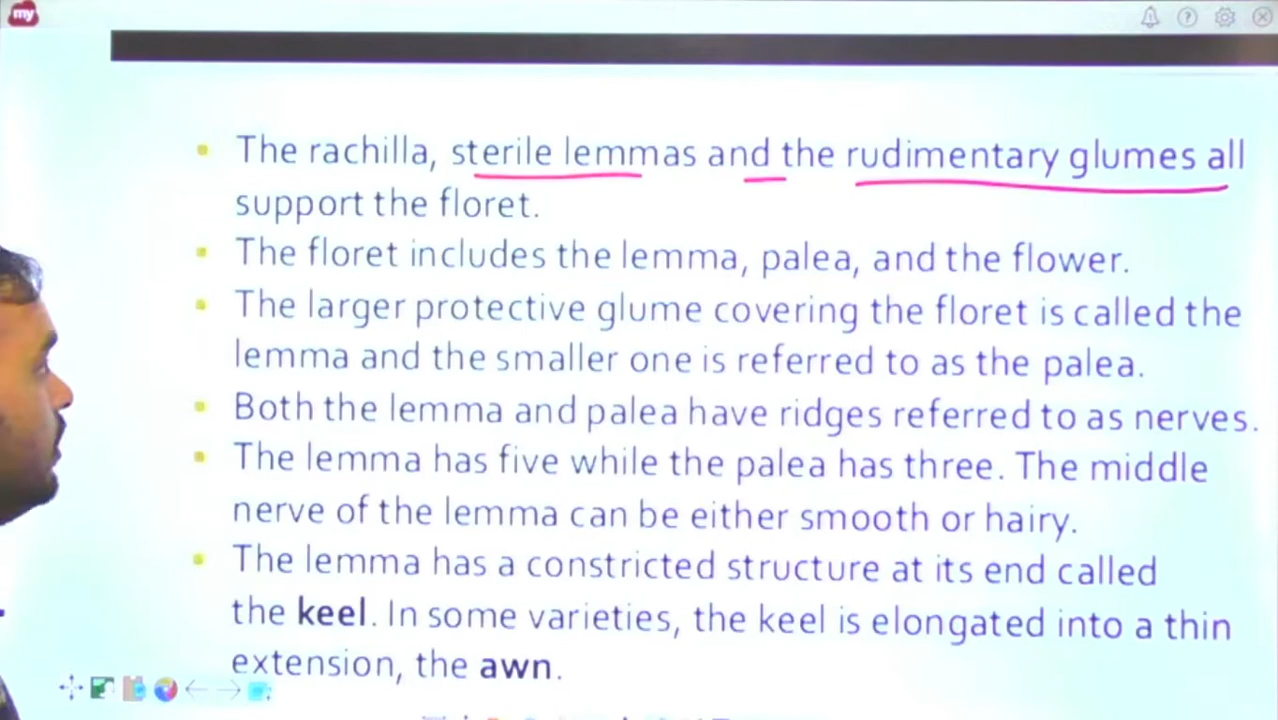 my
The rachilla, sterile lemmas and the rudimentary glumes all
support the floret.
The floret includes the lemma, palea, and the flower.
The larger protective glume covering the floret is called the
lemma and the smaller one is referred to as the palea.
Both the lemma and palea have ridges referred to as nerves.
The lemma has five while the palea has three. The middle
nerve of the lemma can be either smooth or hairy.
The lemma has a constricted structure at its end called
the keel. In some varieties, the keel is elongated into a thin
extension, the awn.